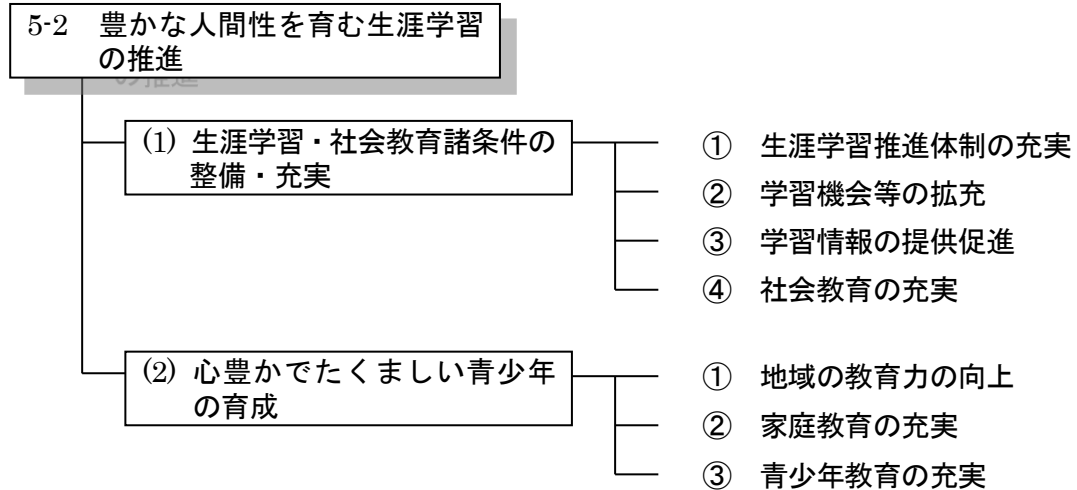 5-2 豊かな人間性を育む生涯学習
の推進
(1) 生涯学習・社会教育諸条件の
整備・充実
① 生涯学習推進体制の充実
② 学習機会等の拡充
③ 学習情報の提供促進
④ 社会教育の充実
(2) 心豊かでたくましい青少年
の育成
① 地域の教育力の向上
② 家庭教育の充実
③ 青少年教育の充実